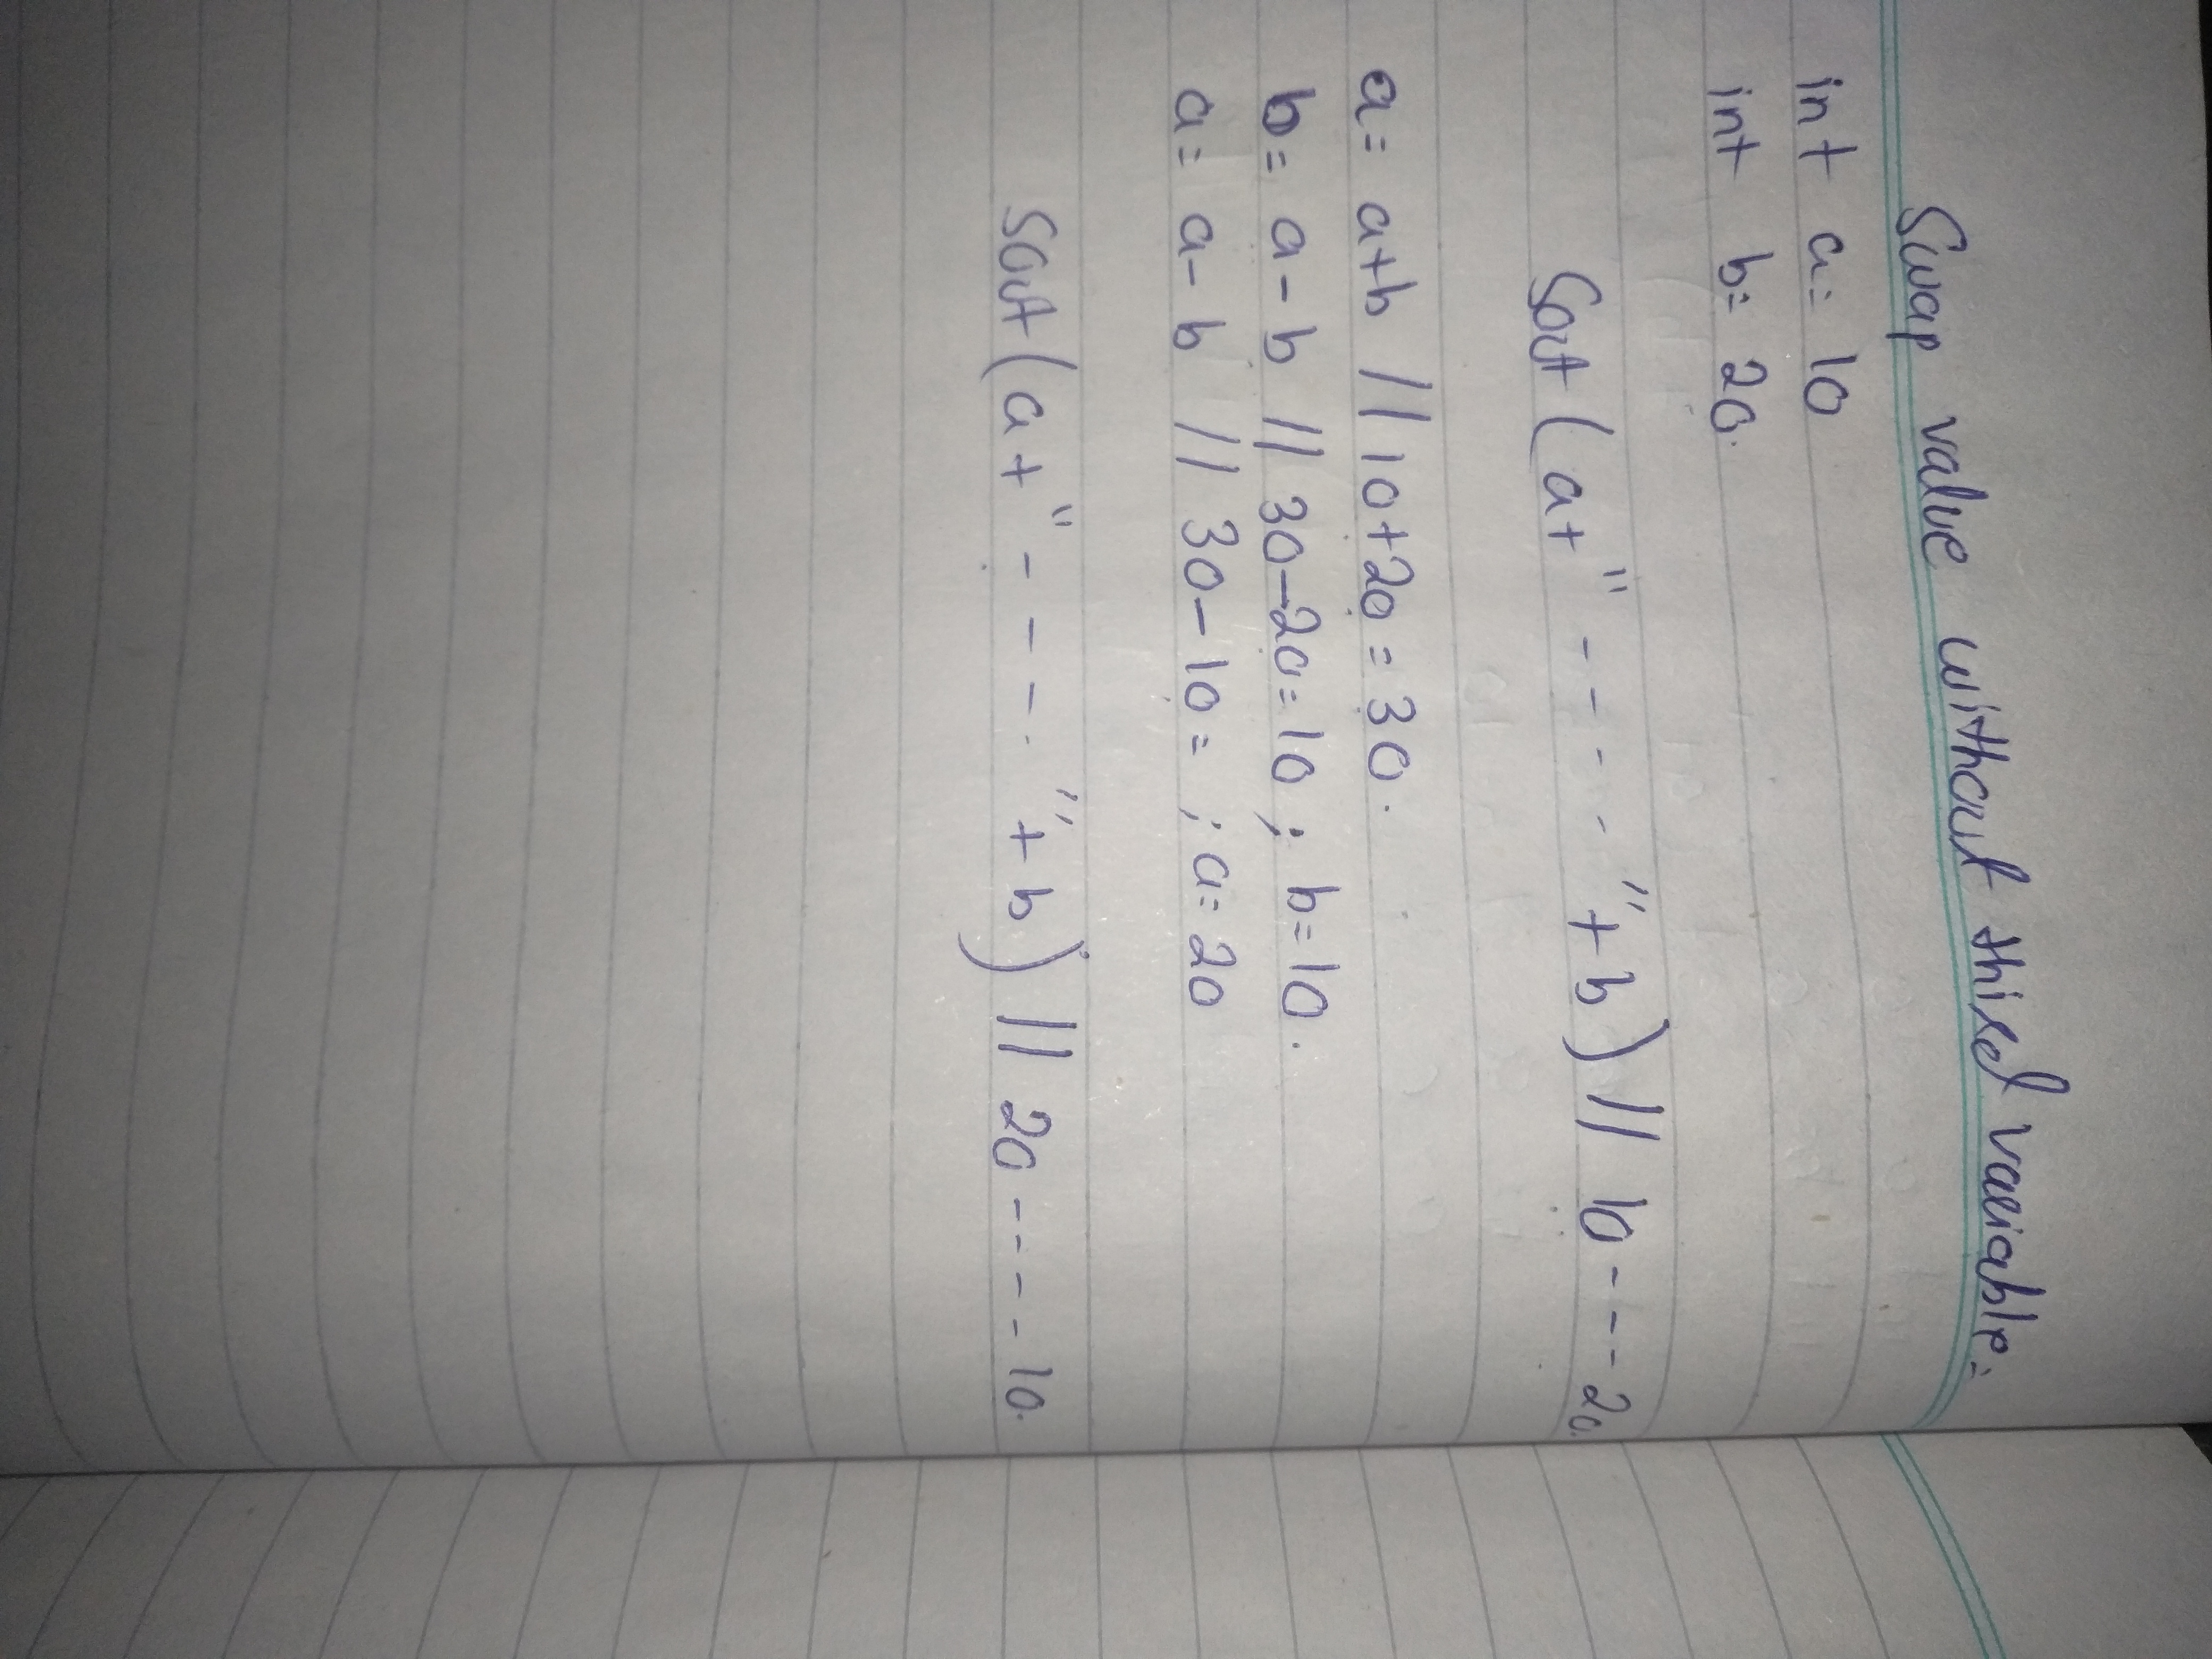 Swap value without third variable:
int a = 10
int b = 20.
Sout (a + "----" + b) // 10 --- 20.
a = a+b // 10+20 = 30.
b = a - b // 30-20 = 10 ; b = 10.
a = a - b // 30-10 = ; a = 20
Sout (a + "---." + b) // 20 ---- 10.